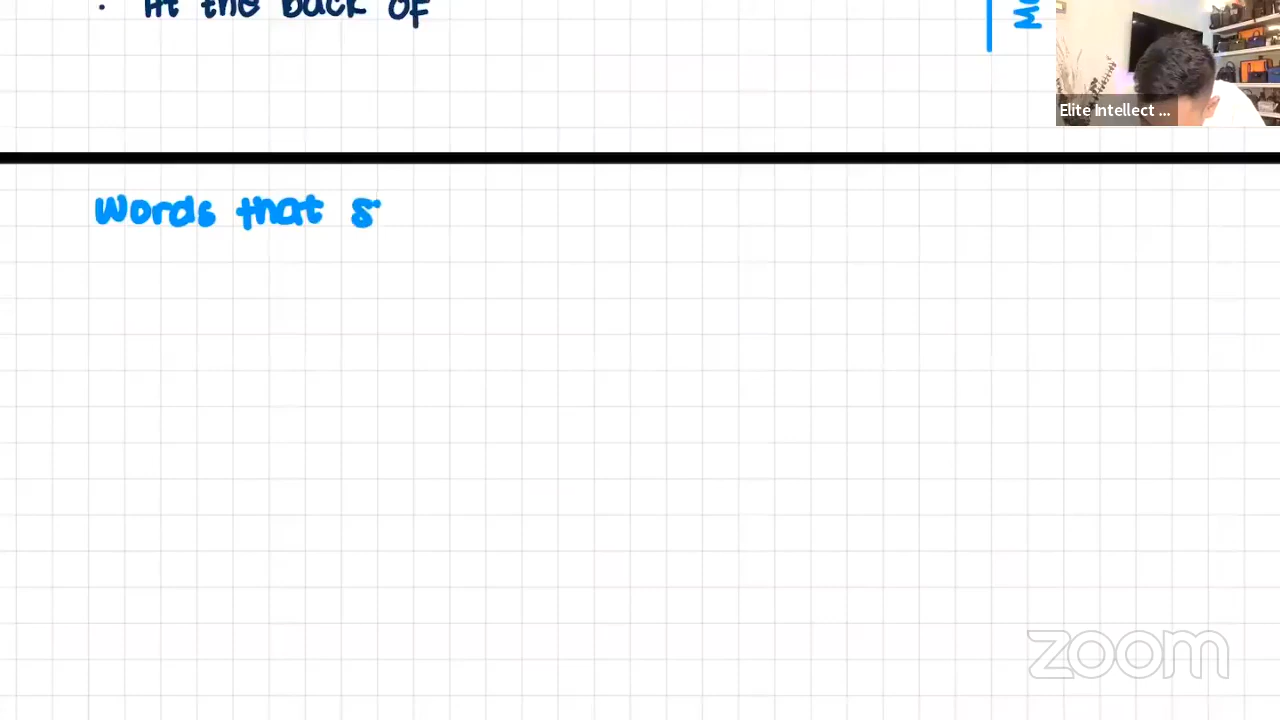 · At the back of
Elite Intellect ...
Words that s
zoom